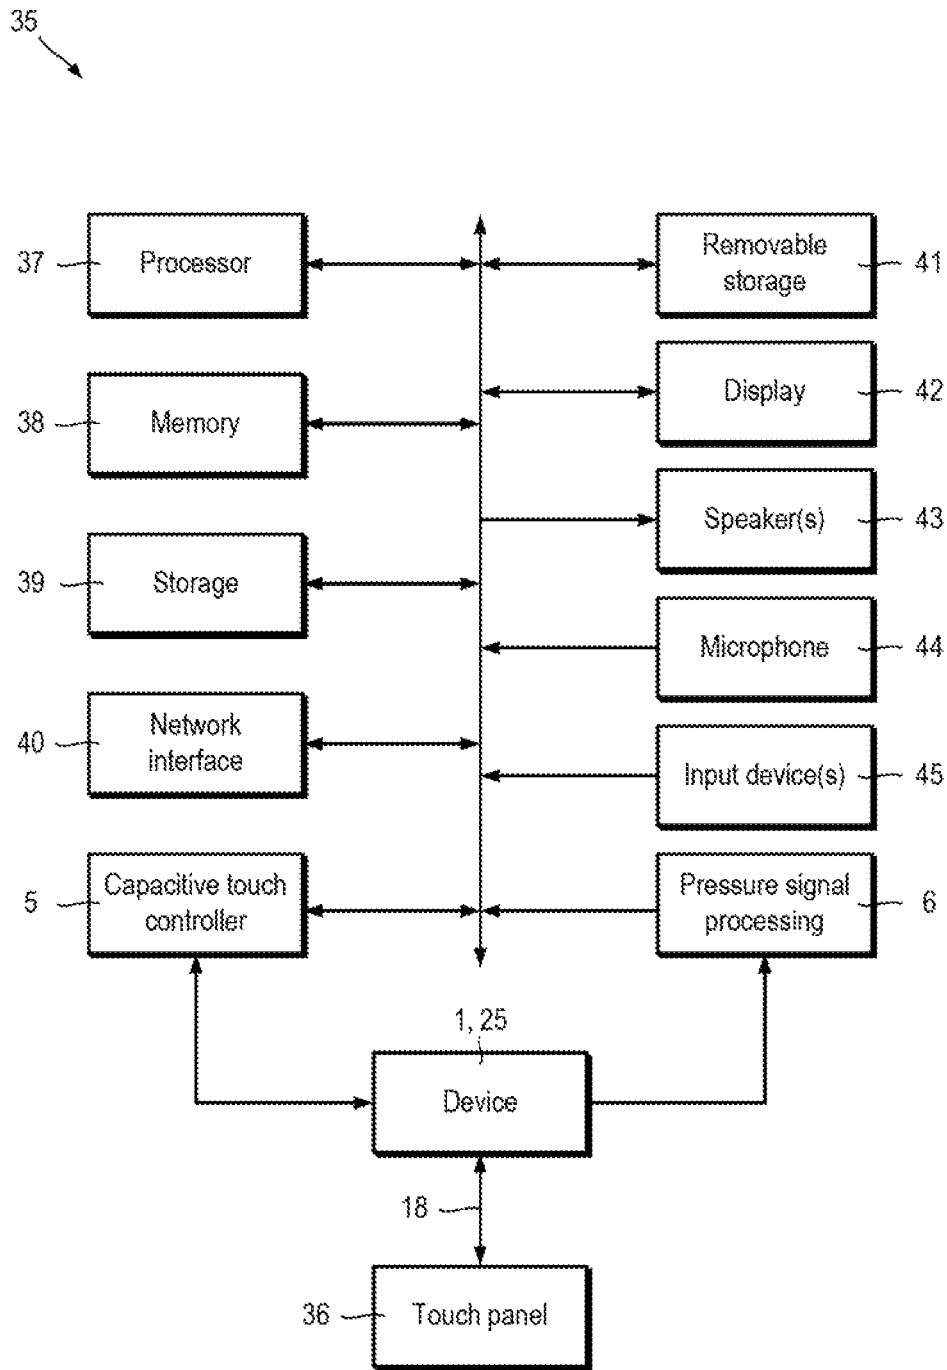 35
37
Processor
Removable
storage
41
38
Memory
Display
42
Speaker(s)
43
39
Storage
Microphone
44
40
Network
interface
Input device(s)
45
5
Capacitive touch
controller
Pressure signal
processing
6
1, 25
Device
18
36
Touch panel